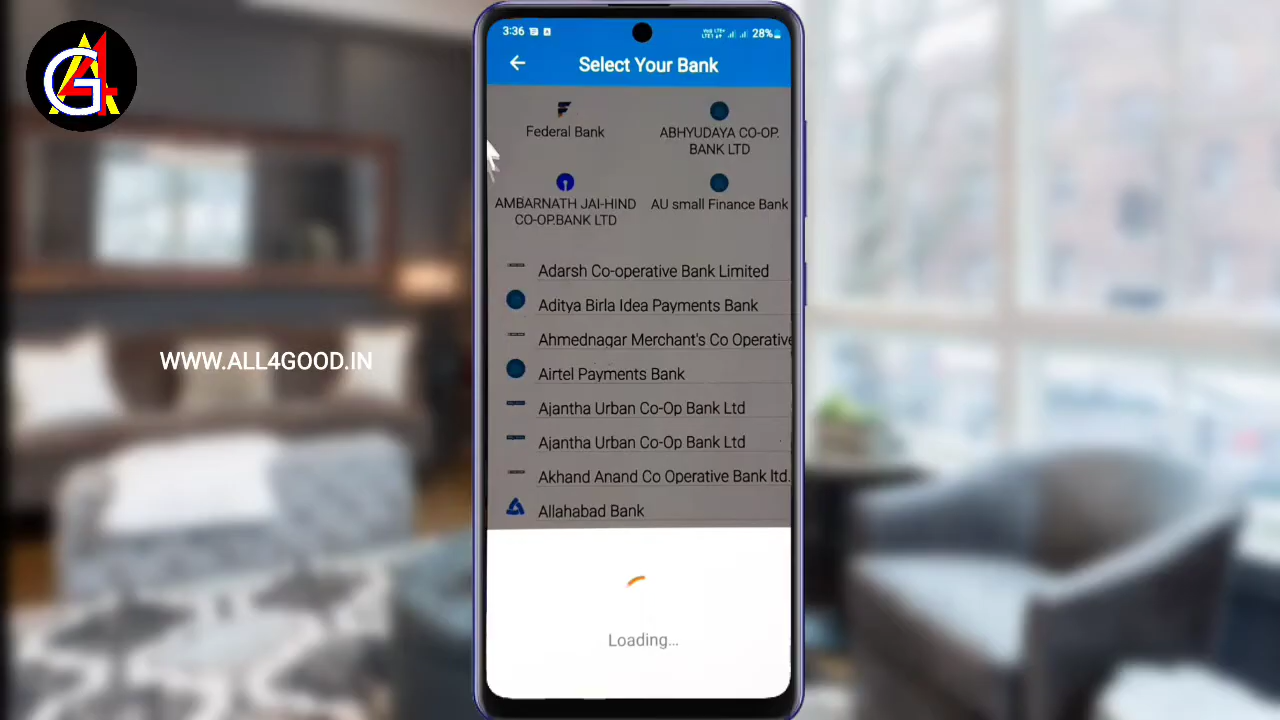 G4
3:36
28%
Select Your Bank
Federal Bank
ABHYUDAYA CO-OP.
BANK LTD
AMBARNATH JAI-HIND
CO-OP.BANK LTD
AU small Finance Bank
Adarsh Co-operative Bank Limited
Aditya Birla Idea Payments Bank
Ahmednagar Merchant's Co Operative
WWW.ALL4GOOD.IN
Airtel Payments Bank
Ajantha Urban Co-Op Bank Ltd
Ajantha Urban Co-Op Bank Ltd
Akhand Anand Co Operative Bank ltd.
Allahabad Bank
Loading...